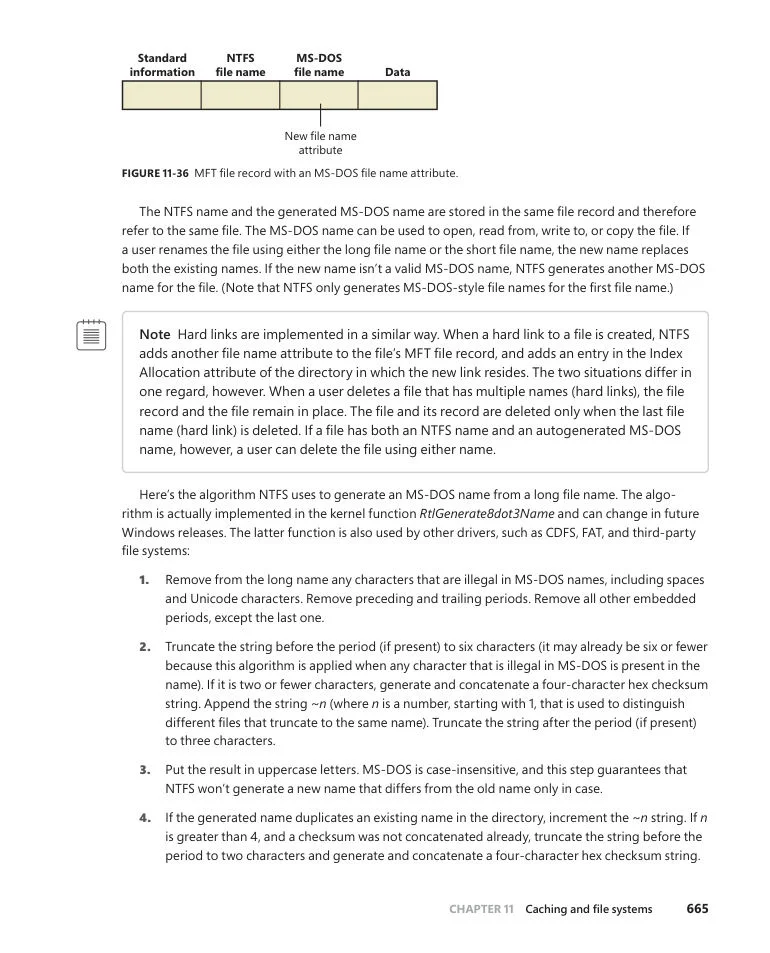 Standard information
NTFS file name
MS-DOS file name
Data
New file name
attribute
FIGURE 11-36 MFT file record with an MS-DOS file name attribute.
The NTFS name and the generated MS-DOS name are stored in the same file record and therefore
refer to the same file. The MS-DOS name can be used to open, read from, write to, or copy the file. If
a user renames the file using either the long file name or the short file name, the new name replaces
both the existing names. If the new name isn't a valid MS-DOS name, NTFS generates another MS-DOS
name for the file. (Note that NTFS only generates MS-DOS-style file names for the first file name.)
Note Hard links are implemented in a similar way. When a hard link to a file is created, NTFS
adds another file name attribute to the file's MFT file record, and adds an entry in the Index
Allocation attribute of the directory in which the new link resides. The two situations differ in
one regard, however. When a user deletes a file that has multiple names (hard links), the file
record and the file remain in place. The file and its record are deleted only when the last file
name (hard link) is deleted. If a file has both an NTFS name and an autogenerated MS-DOS
name, however, a user can delete the file using either name.
Here's the algorithm NTFS uses to generate an MS-DOS name from a long file name. The algo-
rithm is actually implemented in the kernel function RtlGenerate8dot3Name and can change in future
Windows releases. The latter function is also used by other drivers, such as CDFS, FAT, and third-party
file systems:
1. Remove from the long name any characters that are illegal in MS-DOS names, including spaces
and Unicode characters. Remove preceding and trailing periods. Remove all other embedded
periods, except the last one.
2. Truncate the string before the period (if present) to six characters (it may already be six or fewer
because this algorithm is applied when any character that is illegal in MS-DOS is present in the
name). If it is two or fewer characters, generate and concatenate a four-character hex checksum
string. Append the string ~n (where n is a number, starting with 1, that is used to distinguish
different files that truncate to the same name). Truncate the string after the period (if present)
to three characters.
3. Put the result in uppercase letters. MS-DOS is case-insensitive, and this step guarantees that
NTFS won't generate a new name that differs from the old name only in case.
4. If the generated name duplicates an existing name in the directory, increment the ~n string. If n
is greater than 4, and a checksum was not concatenated already, truncate the string before the
period to two characters and generate and concatenate a four-character hex checksum string.
CHAPTER 11 Caching and file systems 665